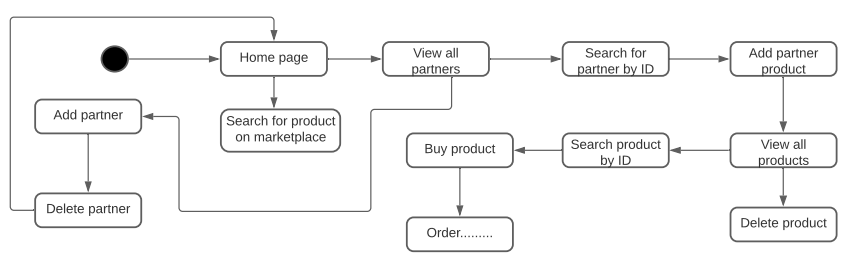 Home page
View all
partners
Search for
partner by ID
Add partner
product
Add partner
Search for product
on marketplace
Buy product
Search product
by ID
View all
products
Delete partner
Order.........
Delete product